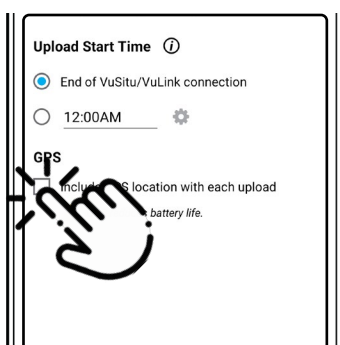 Upload Start Time
End of VuSitu/VuLink connection
12:00AM
GPS
location with each upload
battery life.